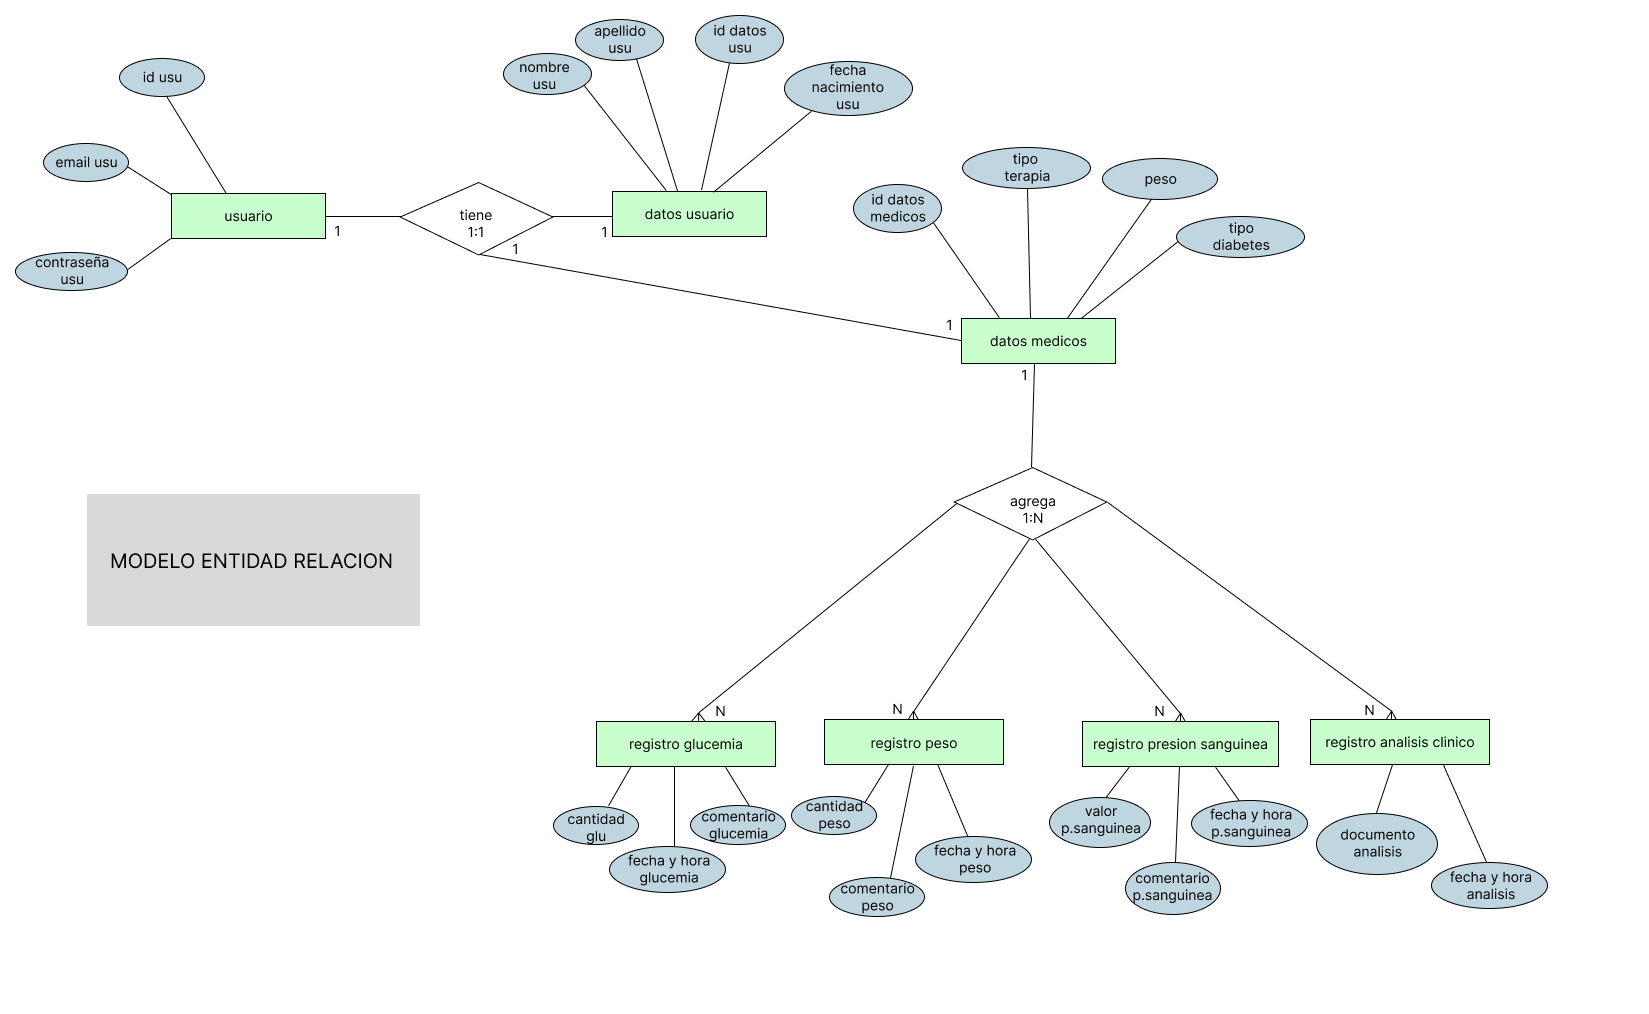 id usu
email usu
contraseña
usu
usuario
1
tiene
1:1
1
1
nombre
usu
apellido
usu
id datos
usu
fecha
nacimiento
usu
datos usuario
id datos
medicos
tipo
terapia
peso
tipo
diabetes
1
datos medicos
1
agrega
1:N
MODELO ENTIDAD RELACION
N
registro glucemia
cantidad
glu
fecha y hora
glucemia
comentario
glucemia
N
registro peso
cantidad
peso
comentario
peso
fecha y hora
peso
N
registro presion sanguinea
valor
p.sanguinea
comentario
p.sanguinea
fecha y hora
p.sanguinea
N
registro analisis clinico
documento
analisis
fecha y hora
analisis